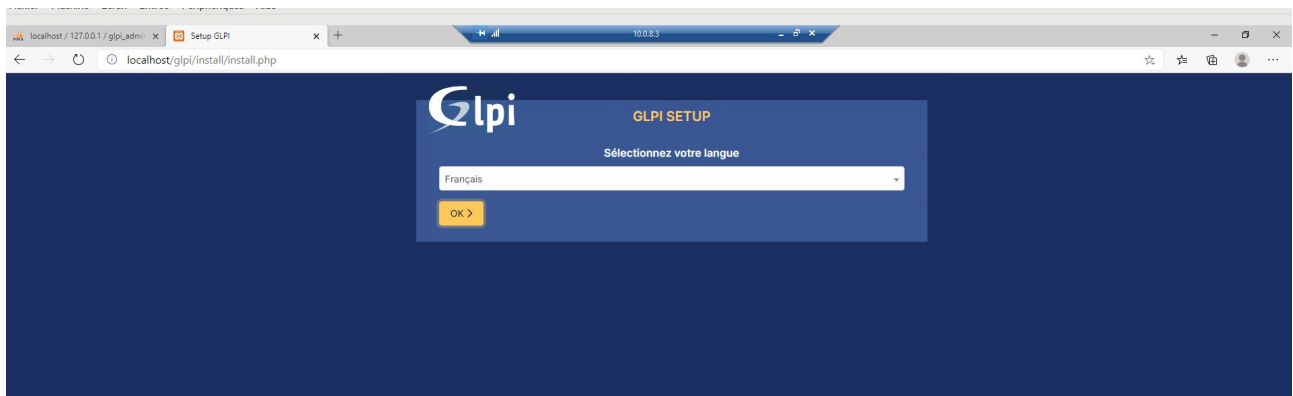 localhost / 127.0.0.1 / glpi_admin
Setup GLPI
10.0.8.3
localhost/glpi/install/install.php
Glpi
GLPI SETUP
Sélectionnez votre langue
Français
OK >